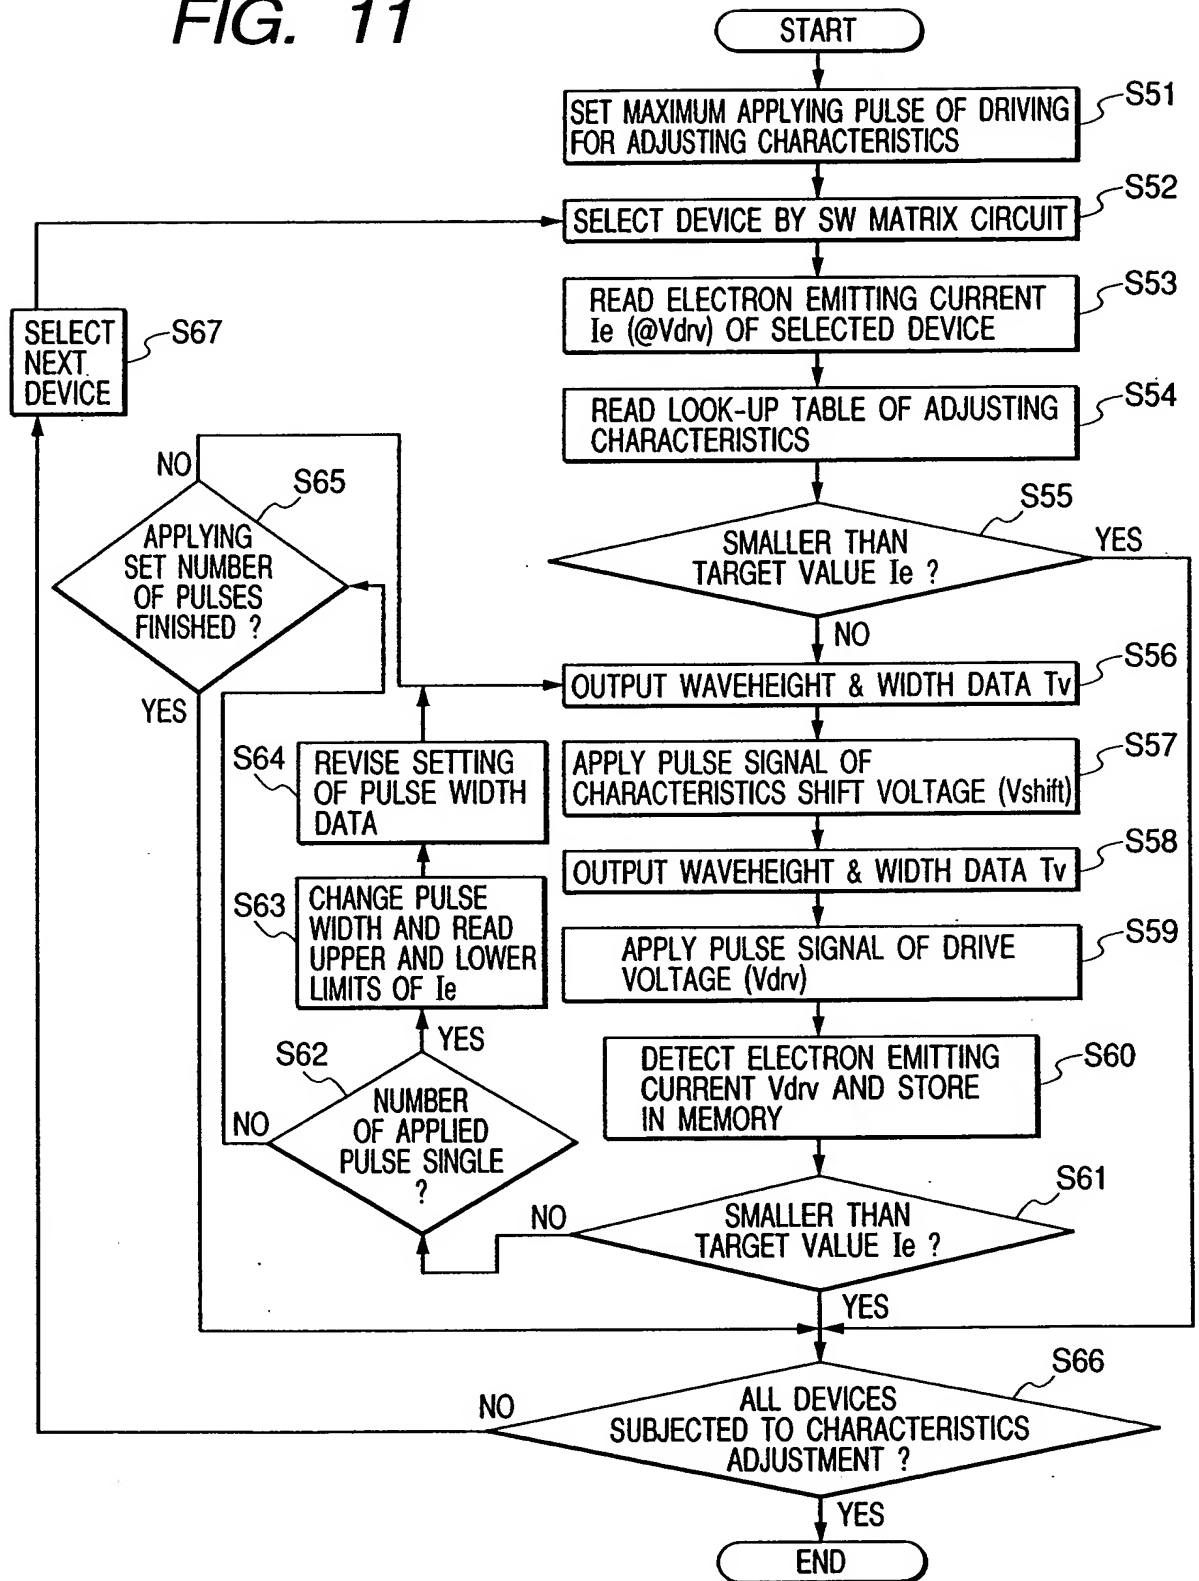 FIG. 11
START
S51
SET MAXIMUM APPLYING PULSE OF DRIVING
FOR ADJUSTING CHARACTERISTICS
S52
SELECT DEVICE BY SW MATRIX CIRCUIT
S53
READ ELECTRON EMITTING CURRENT
Ie (@Vdrv) OF SELECTED DEVICE
S67
SELECT
NEXT
DEVICE
S54
READ LOOK-UP TABLE OF ADJUSTING
CHARACTERISTICS
NO
S65
APPLYING
SET NUMBER
OF PULSES
FINISHED ?
YES
S55
SMALLER THAN
TARGET VALUE Ie ?
YES
NO
S56
OUTPUT WAVEHEIGHT & WIDTH DATA Tv
S57
APPLY PULSE SIGNAL OF
CHARACTERISTICS SHIFT VOLTAGE (Vshift)
S64
REVISE SETTING
OF PULSE WIDTH
DATA
S58
OUTPUT WAVEHEIGHT & WIDTH DATA Tv
S63
CHANGE PULSE
WIDTH AND READ
UPPER AND LOWER
LIMITS OF Ie
S59
APPLY PULSE SIGNAL OF DRIVE
VOLTAGE (Vdrv)
YES
S62
NO
NUMBER
OF APPLIED
PULSE SINGLE
?
S60
DETECT ELECTRON EMITTING
CURRENT Vdrv AND STORE
IN MEMORY
S61
NO
SMALLER THAN
TARGET VALUE Ie ?
YES
S66
NO
ALL DEVICES
SUBJECTED TO CHARACTERISTICS
ADJUSTMENT ?
YES
END